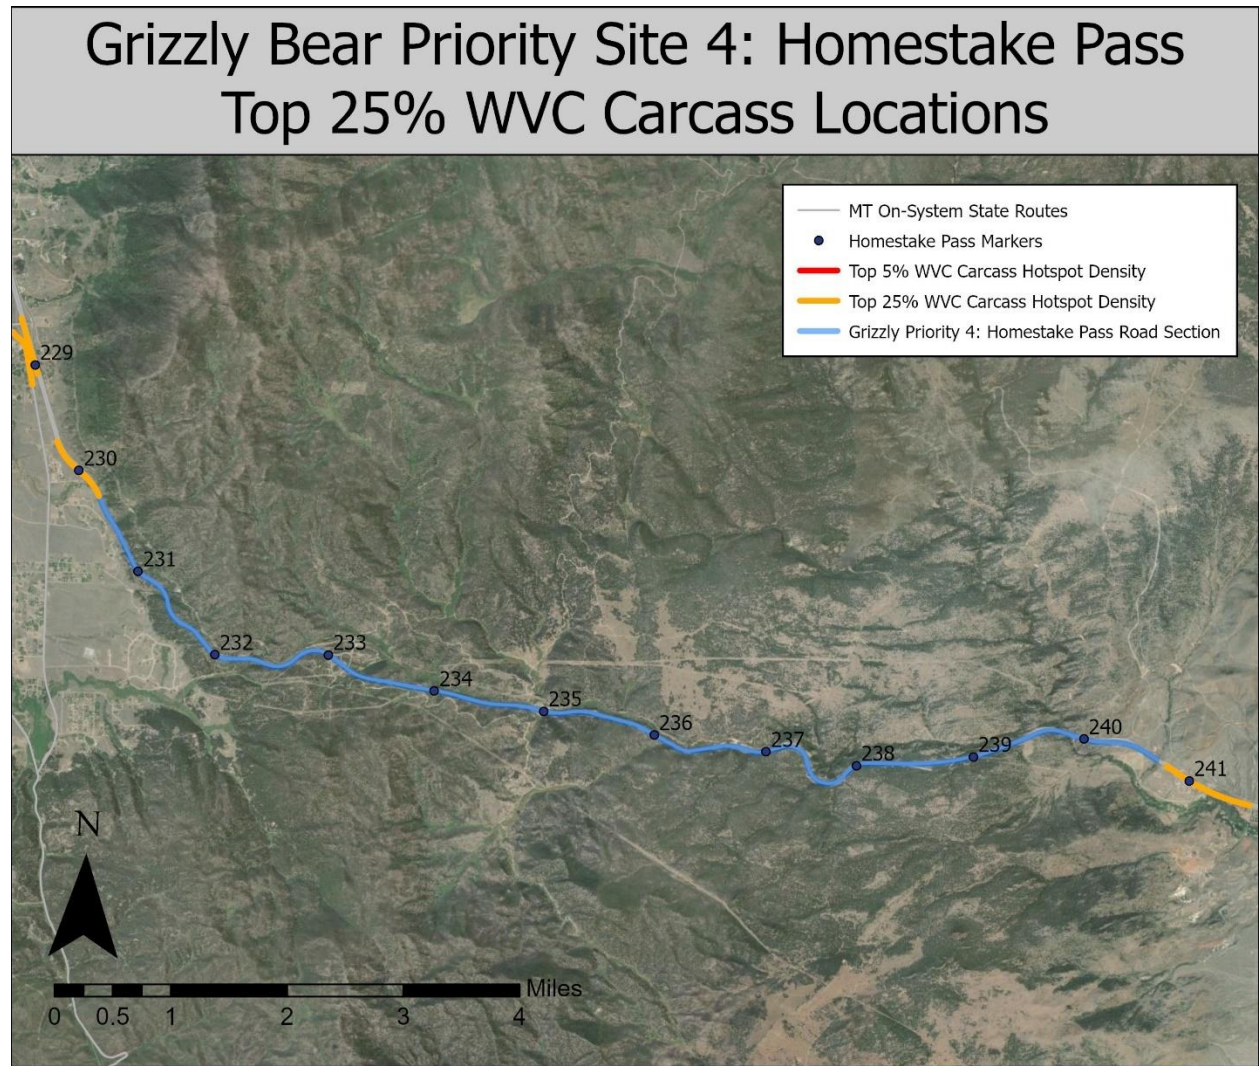 Grizzly Bear Priority Site 4: Homestake Pass
Top 25% WVC Carcass Locations
MT On-System State Routes
Homestake Pass Markers
Top 5% WVC Carcass Hotspot Density
Top 25% WVC Carcass Hotspot Density
Grizzly Priority 4: Homestake Pass Road Section
229
230
231
232
233
234
235
236
237
238
239
240
241
N
Miles
0 0.5 1 2 3 4